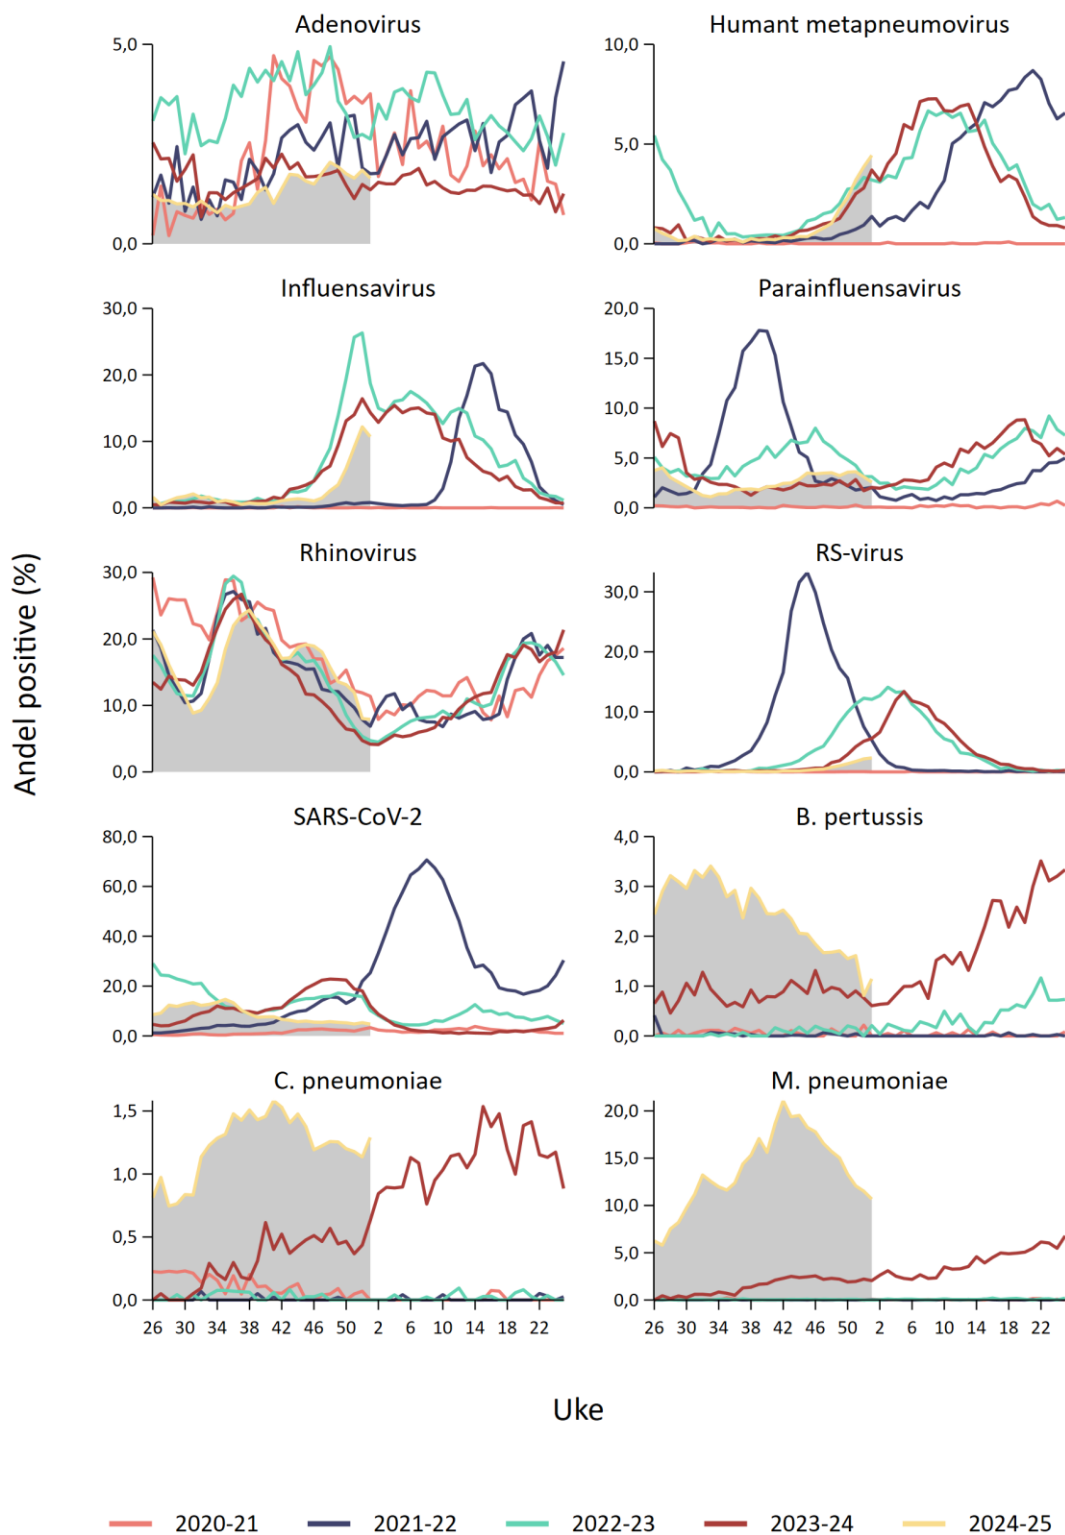 Adenovirus
5,0
0,0
Humant metapneumovirus
10,0
5,0
0,0
Influensavirus
30,0
20,0
10,0
0,0
Parainfluensavirus
20,0
15,0
10,0
5,0
0,0
Andel positive (%)
Rhinovirus
30,0
20,0
10,0
0,0
RS-virus
30,0
20,0
10,0
0,0
SARS-CoV-2
80,0
60,0
40,0
20,0
0,0
B. pertussis
4,0
3,0
2,0
1,0
0,0
C. pneumoniae
1,5
1,0
0,5
0,0
26 30 34 38 42 46 50 2 6 10 14 18 22
M. pneumoniae
20,0
15,0
10,0
5,0
0,0
26 30 34 38 42 46 50 2 6 10 14 18 22
Uke
2020-21 2021-22 2022-23 2023-24 2024-25